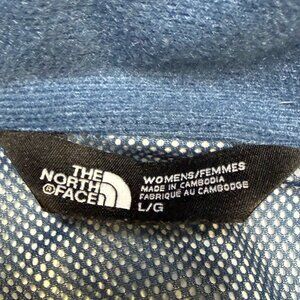 THE
NORTH
FACE
®
WOMENS/FEMMES
MADE IN CAMBODIA
FABRIQUÉ AU CAMBODGE
L/G